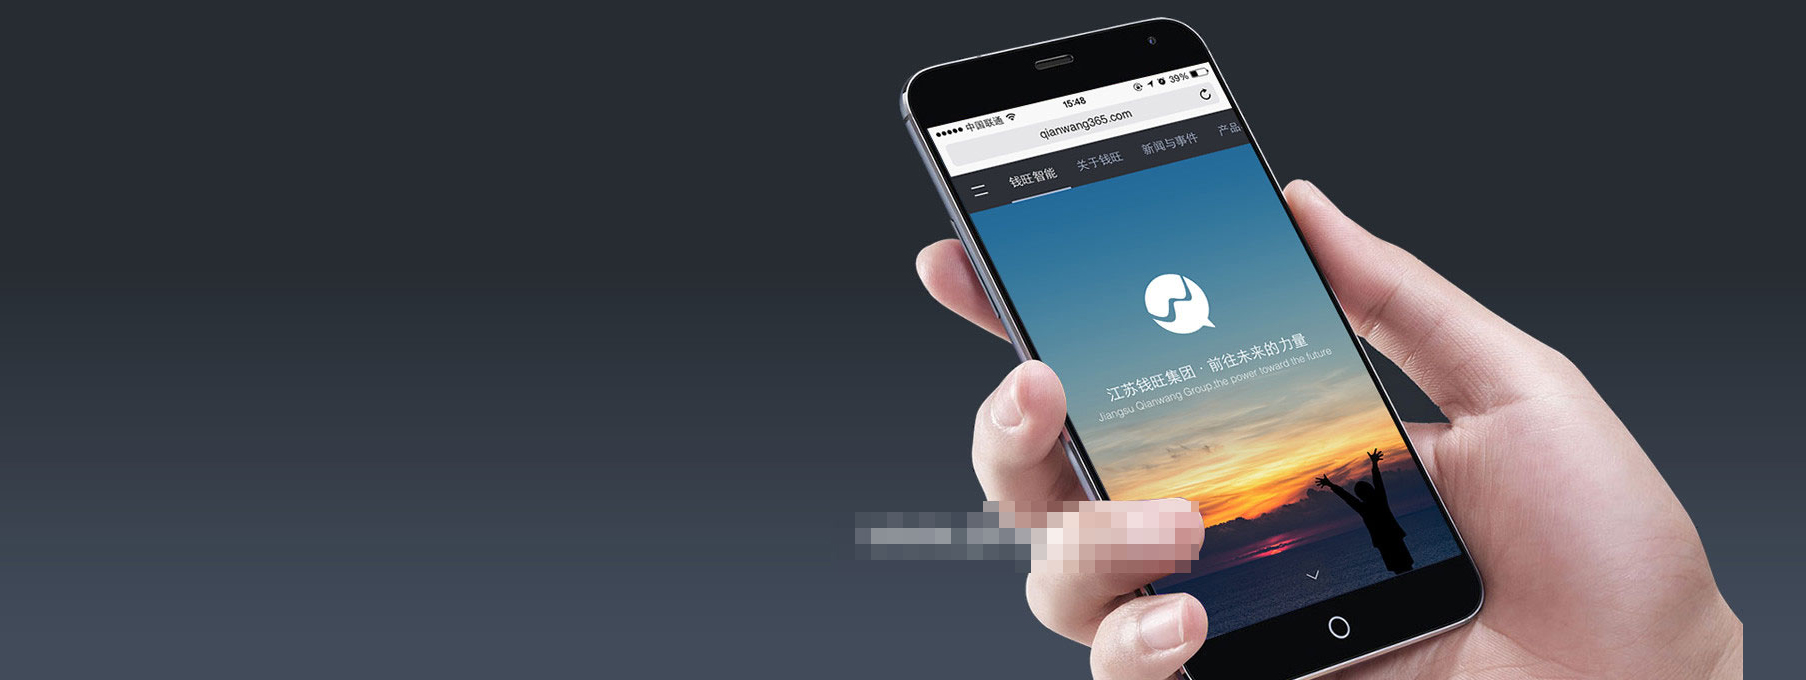 中国联通 15:48 39%
qianwang365.com
钱旺智能 关于钱旺 新闻与事件 产品
江苏钱旺集团·前往未来的力量
Jiangsu Qianwang Group,the power toward the future